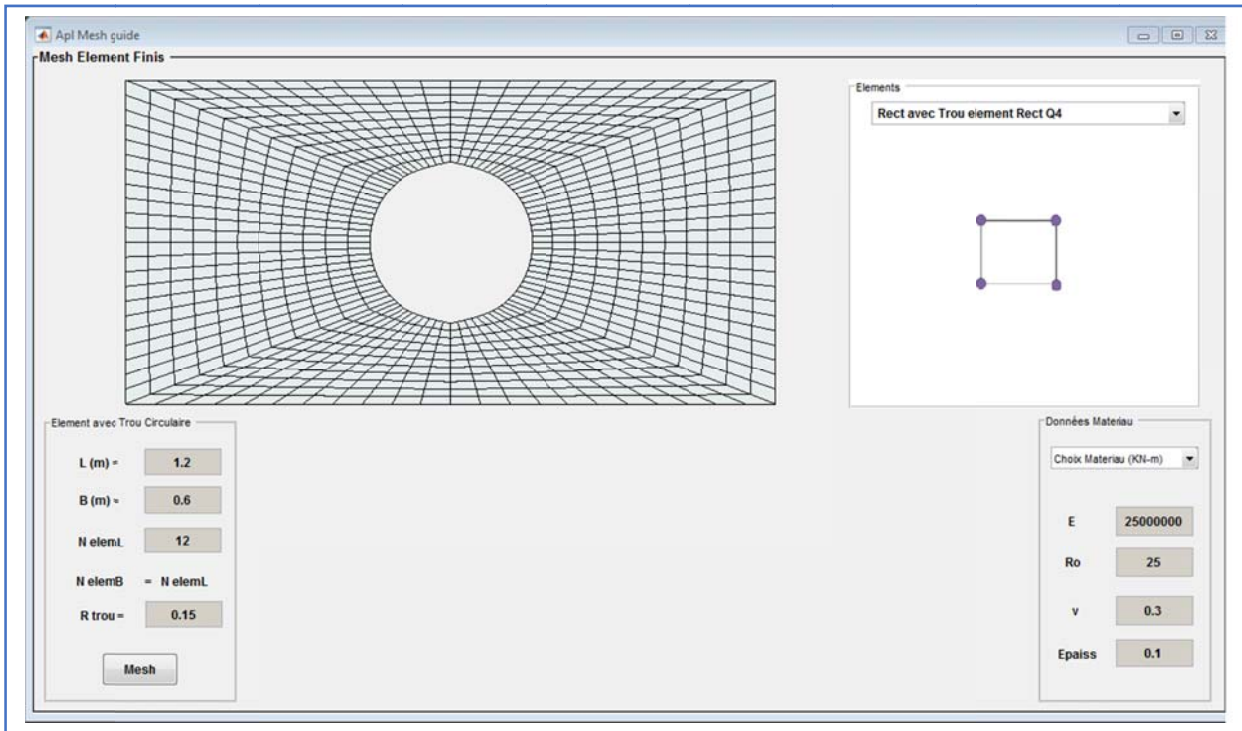 Apl Mesh guide
Mesh Element Finis
Elements
Rect avec Trou element Rect Q4
Element avec Trou Circulaire
L (m) = 1.2
B (m) = 0.6
N elemL 12
N elemB = N elemL
R trou = 0.15
Mesh
Données Materiau
Choix Materiau (KN-m)
E 25000000
Ro 25
v 0.3
Epaiss 0.1